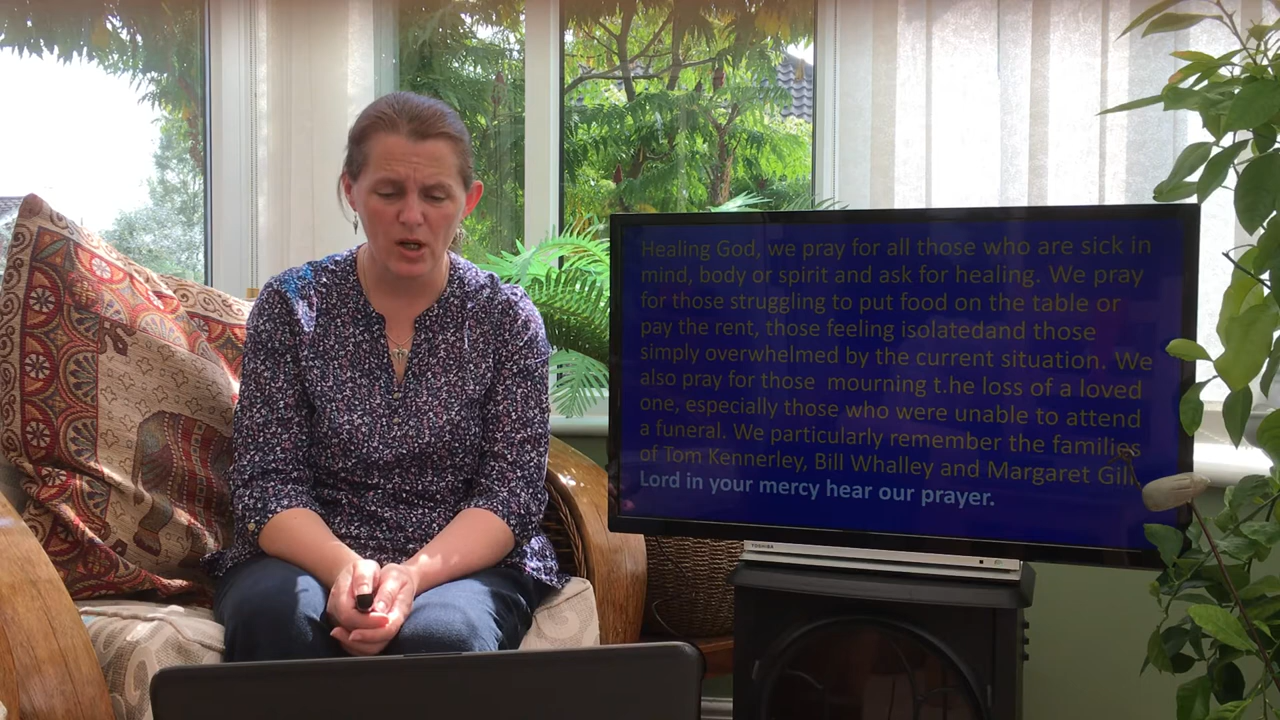 Healing God, we pray for all those who are sick in
mind, body or spirit and ask for healing. We pray
for those struggling to put food on the table or
pay the rent, those feeling isolatedand those
simply overwhelmed by the current situation. We
also pray for those mourning t.he loss of a loved
one, especially those who were unable to attend
a funeral. We particularly remember the families
of Tom Kennerley, Bill Whalley and Margaret Gill.
Lord in your mercy hear our prayer.
TOSHIBA